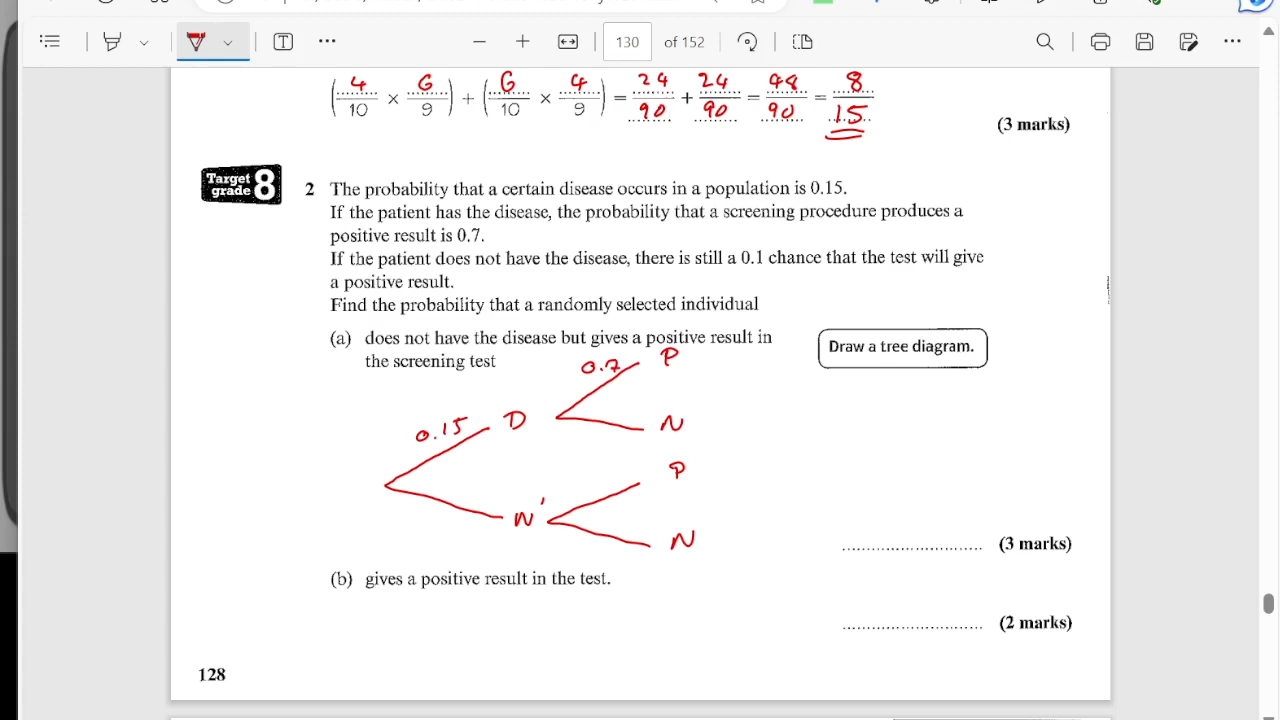 130 of 152
(4/10 × 6/9) + (6/10 × 4/9) = 24/90 + 24/90 = 48/90 = 8/15
(3 marks)
Target grade 8
2 The probability that a certain disease occurs in a population is 0.15.
If the patient has the disease, the probability that a screening procedure produces a
positive result is 0.7.
If the patient does not have the disease, there is still a 0.1 chance that the test will give
a positive result.
Find the probability that a randomly selected individual
(a) does not have the disease but gives a positive result in
the screening test
Draw a tree diagram.
0.7 P
0.15 D
N
P
N'
N
.............................. (3 marks)
(b) gives a positive result in the test.
.............................. (2 marks)
128